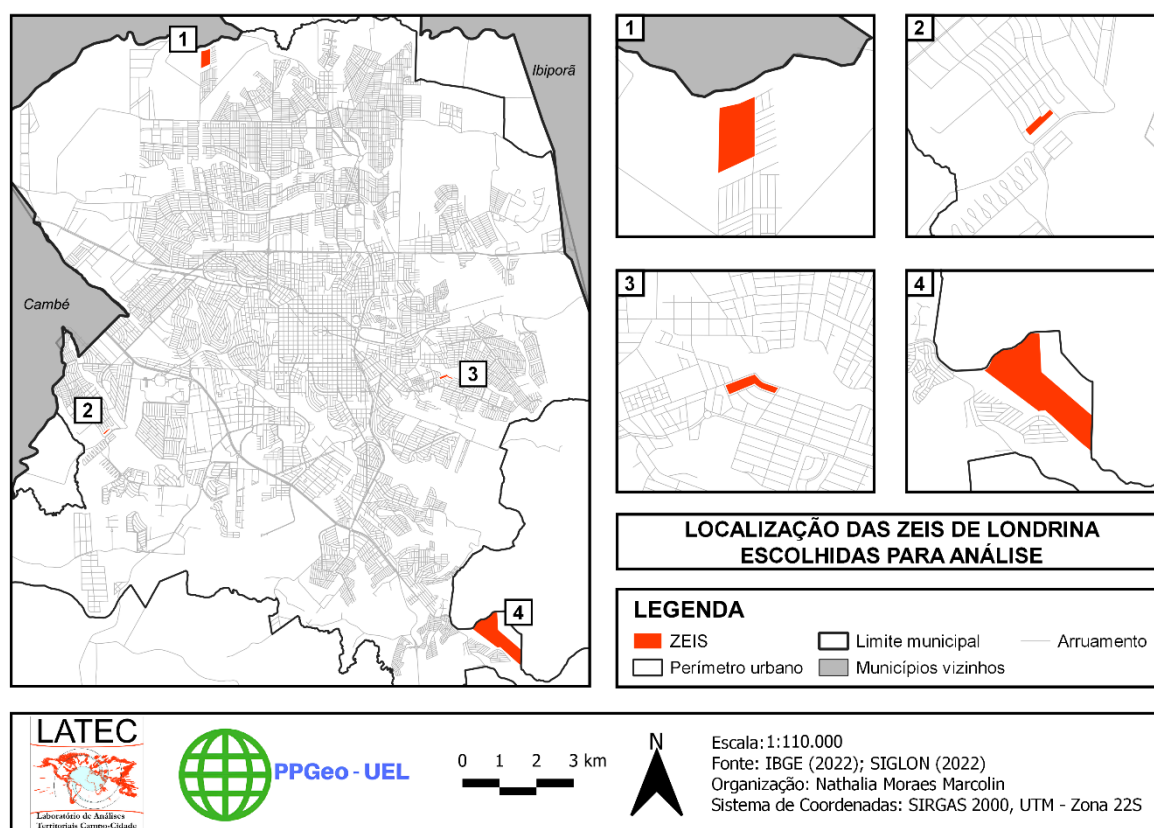 1
Ibiporã
Cambé
3
2
4
1
2
3
4
LOCALIZAÇÃO DAS ZEIS DE LONDRINA
ESCOLHIDAS PARA ANÁLISE
LEGENDA
ZEIS
Limite municipal
Arruamento
Perímetro urbano
Municípios vizinhos
LATEC
Laboratório de Análises
Territoriais Campo-Cidade
PPGeo - UEL
0 1 2 3 km
N
Escala: 1:110.000
Fonte: IBGE (2022); SIGLON (2022)
Organização: Nathalia Moraes Marcolin
Sistema de Coordenadas: SIRGAS 2000, UTM - Zona 22S